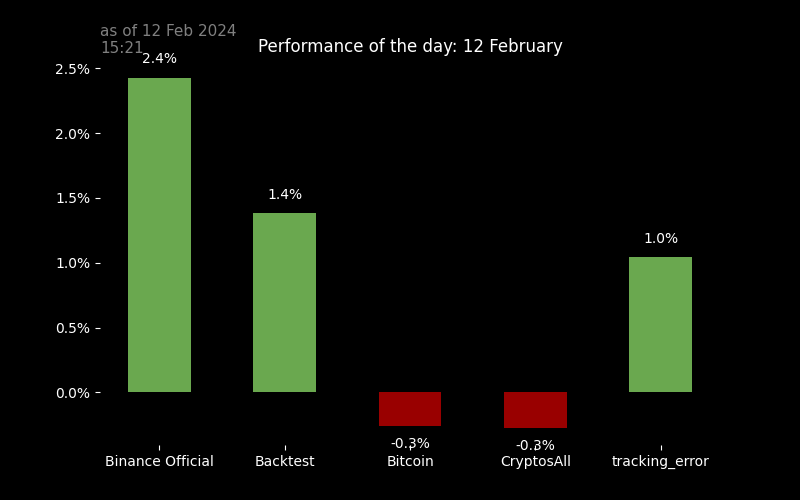 as of 12 Feb 2024
15:21
Performance of the day: 12 February
2.5%
2.0%
1.5%
1.0%
0.5%
0.0%
2.4%
1.4%
-0.3%
-0.3%
1.0%
Binance Official
Backtest
Bitcoin
CryptosAll
tracking_error